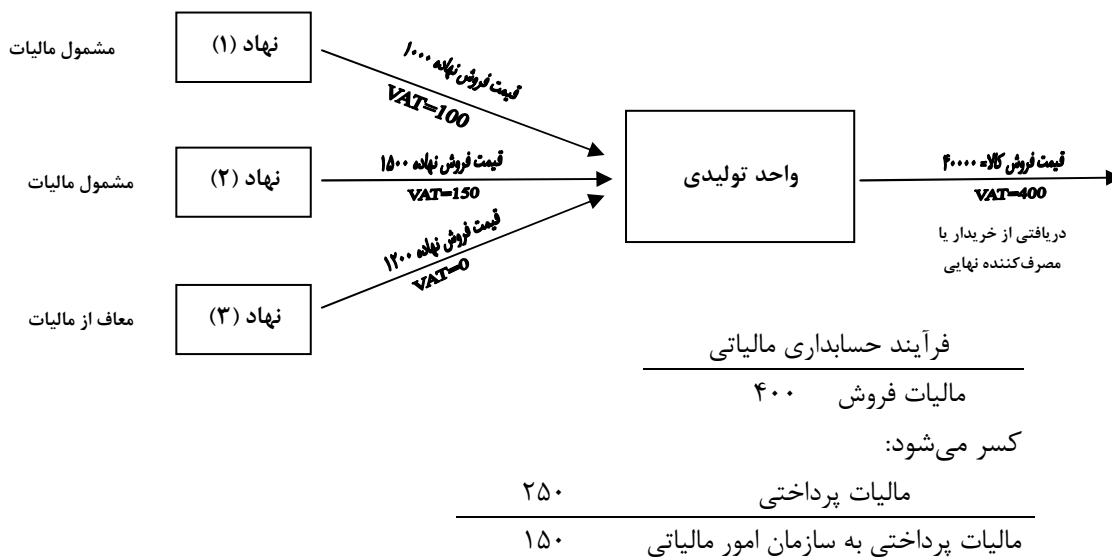 مشمول مالیات
نهاد (۱)
قیمت فروش نهاده ۱۰۰۰
VAT=100
مشمول مالیات
نهاد (۲)
قیمت فروش نهاده ۱۵۰۰
VAT=150
معاف از مالیات
نهاد (۳)
قیمت فروش نهاده ۱۲۰۰
VAT=0
واحد تولیدی
قیمت فروش کالا= ۴۰۰۰۰
VAT=400
دریافتی از خریدار یا
مصرف‌کننده نهایی
فرآیند حسابداری مالیاتی
مالیات فروش ۴۰۰
کسر می‌شود:
مالیات پرداختی ۲۵۰
مالیات پرداختی به سازمان امور مالیاتی ۱۵۰